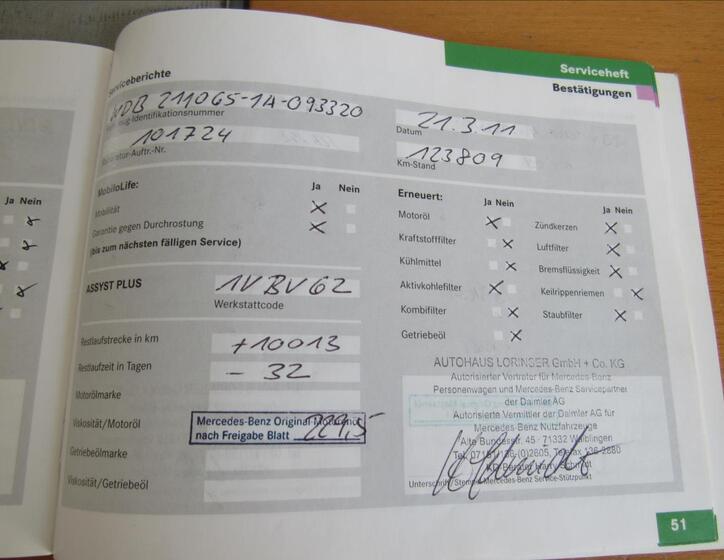 Serviceheft
Bestätigungen
Serviceberichte
WDB 211065-1A-093320
-Identifikationsnummer
101724
-Auftr.-Nr.
21.3.11
Datum
123809
Km-Stand
Ja Nein
MobiloLife: Ja Nein
Mobilität X
Garantie gegen Durchrostung X
(bis zum nächsten fälligen Service)
ASSYST PLUS 1VBV62
Werkstattcode
Restlaufstrecke in km +10013
Restlaufzeit in Tagen - 32
Motorölmarke
Viskosität/Motoröl
Mercedes-Benz Original
nach Freigabe Blatt 229,5
Getriebeölmarke
Viskosität/Getriebeöl
Erneuert: Ja Nein Ja Nein
Motoröl X Zündkerzen X
Kraftstofffilter X Luftfilter X
Kühlmittel X Bremsflüssigkeit X
Aktivkohlefilter X Keilrippenriemen X
Kombifilter X Staubfilter X
Getriebeöl X
AUTOHAUS LORINSER GmbH + Co. KG
Autorisierter Vertreter für Mercedes-Benz
Personenwagen und Mercedes-Benz Servicepartner
der Daimler AG
Autorisierte Vermittler der Daimler AG für
Mercedes-Benz Nutzfahrzeuge
Alte Bundesstr. 45 · 71332 Waiblingen
Mercedes-Benz Service-Stützpunkt
51